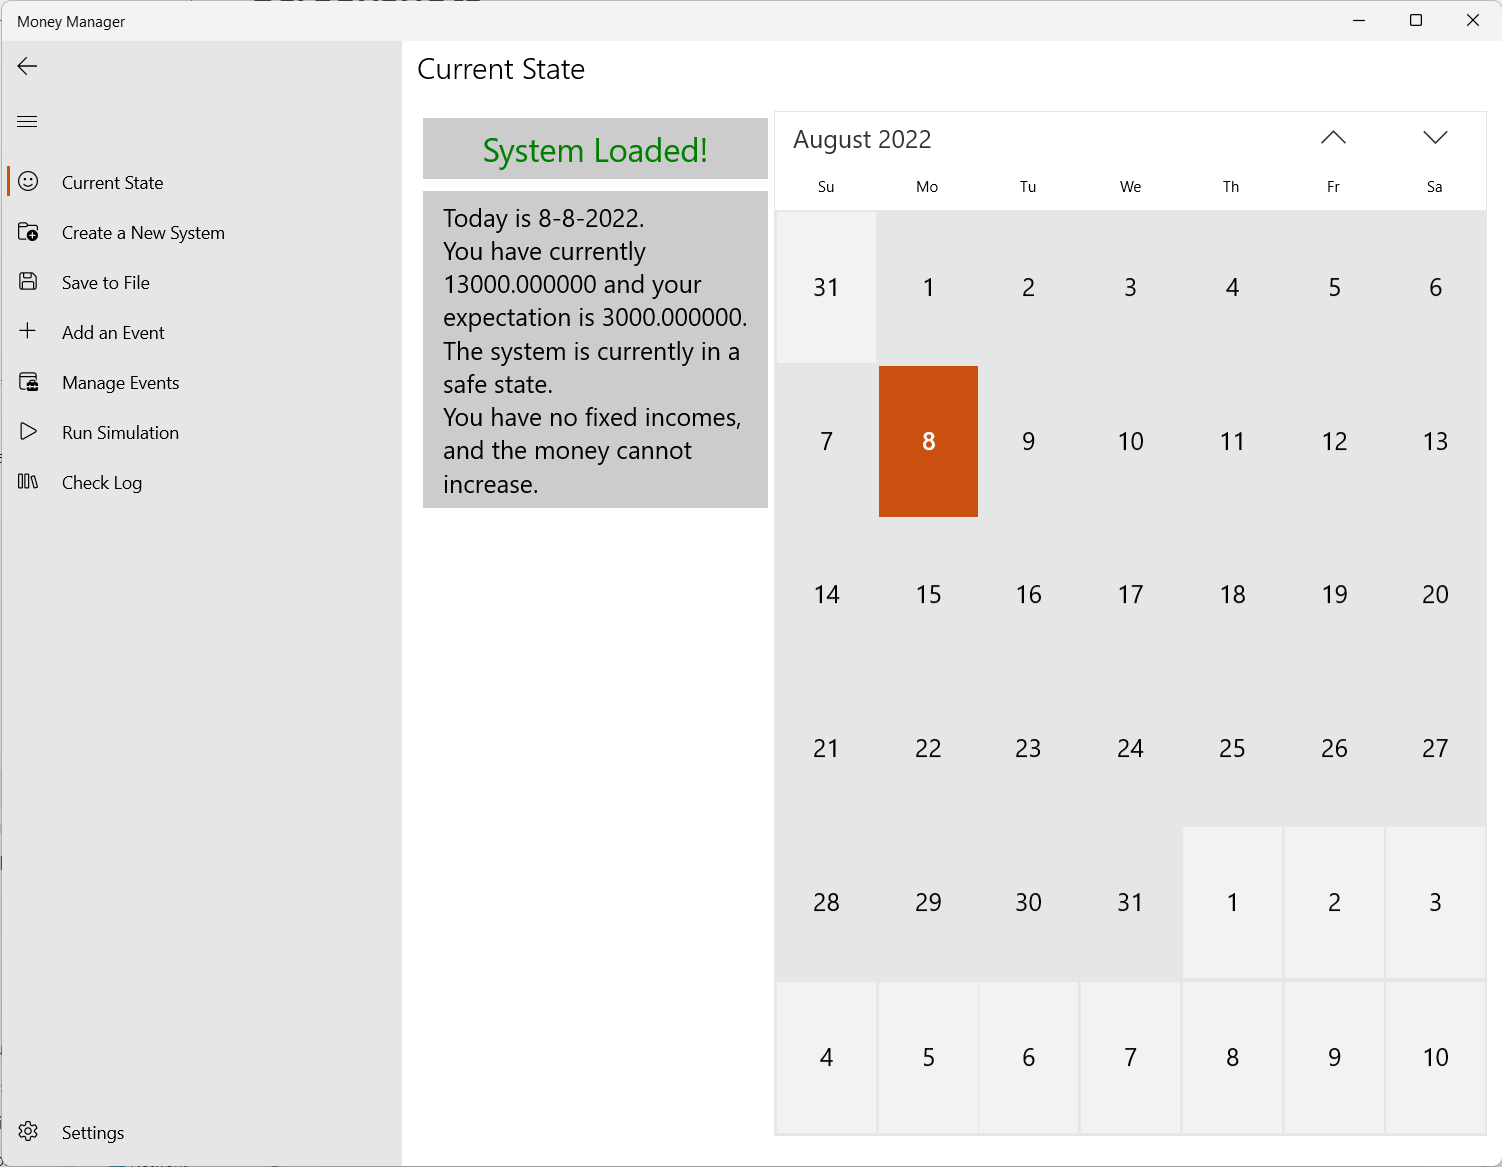 Money Manager
Current State
Create a New System
Save to File
Add an Event
Manage Events
Run Simulation
Check Log
Settings
Current State
System Loaded!
Today is 8-8-2022.
You have currently
13000.000000 and your
expectation is 3000.000000.
The system is currently in a
safe state.
You have no fixed incomes,
and the money cannot
increase.
August 2022
Su Mo Tu We Th Fr Sa
31 1 2 3 4 5 6
7 8 9 10 11 12 13
14 15 16 17 18 19 20
21 22 23 24 25 26 27
28 29 30 31 1 2 3
4 5 6 7 8 9 10